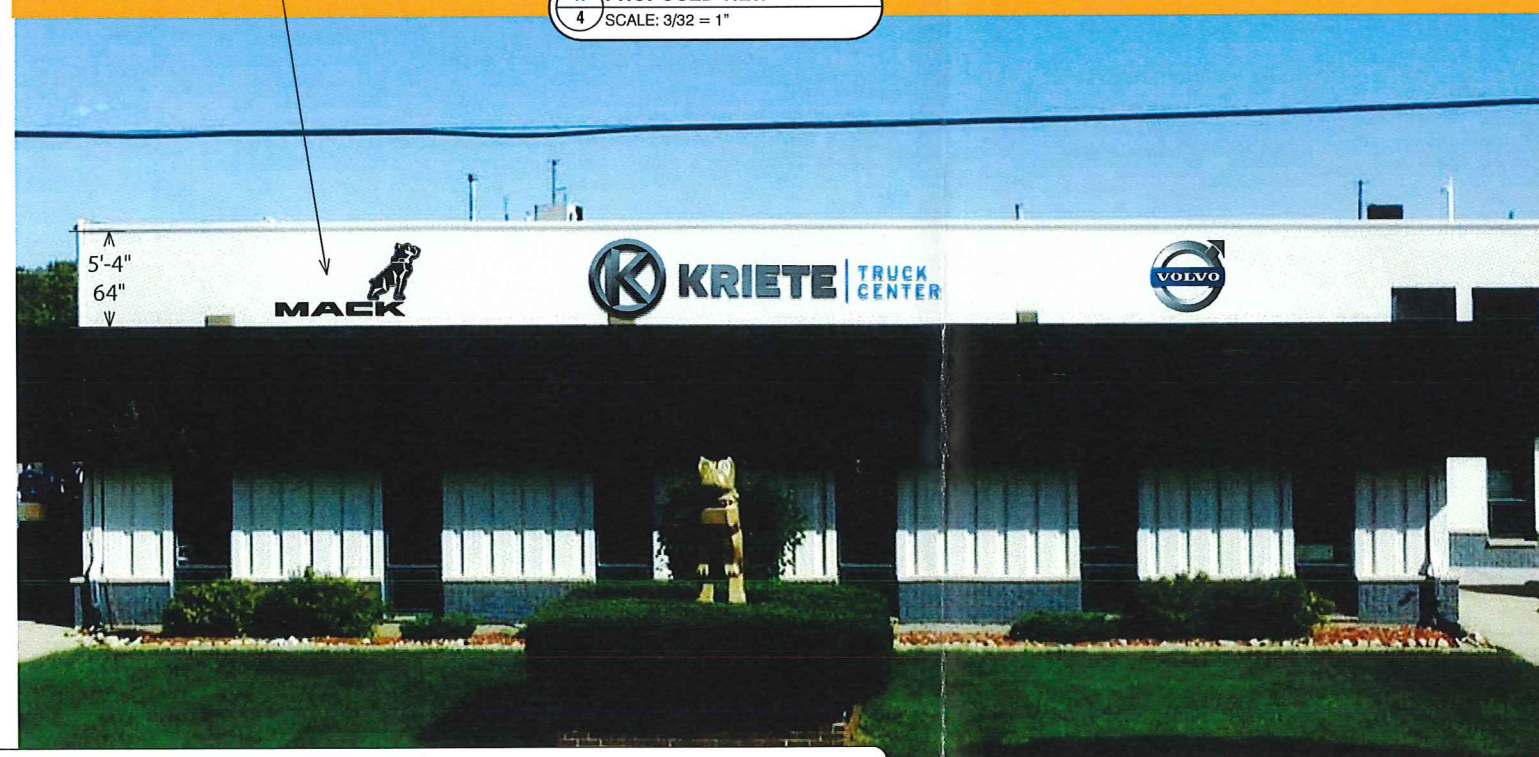 4
SCALE: 3/32 = 1"
5'-4"
64"
MACK
K KRIETE TRUCK
CENTER
VOLVO